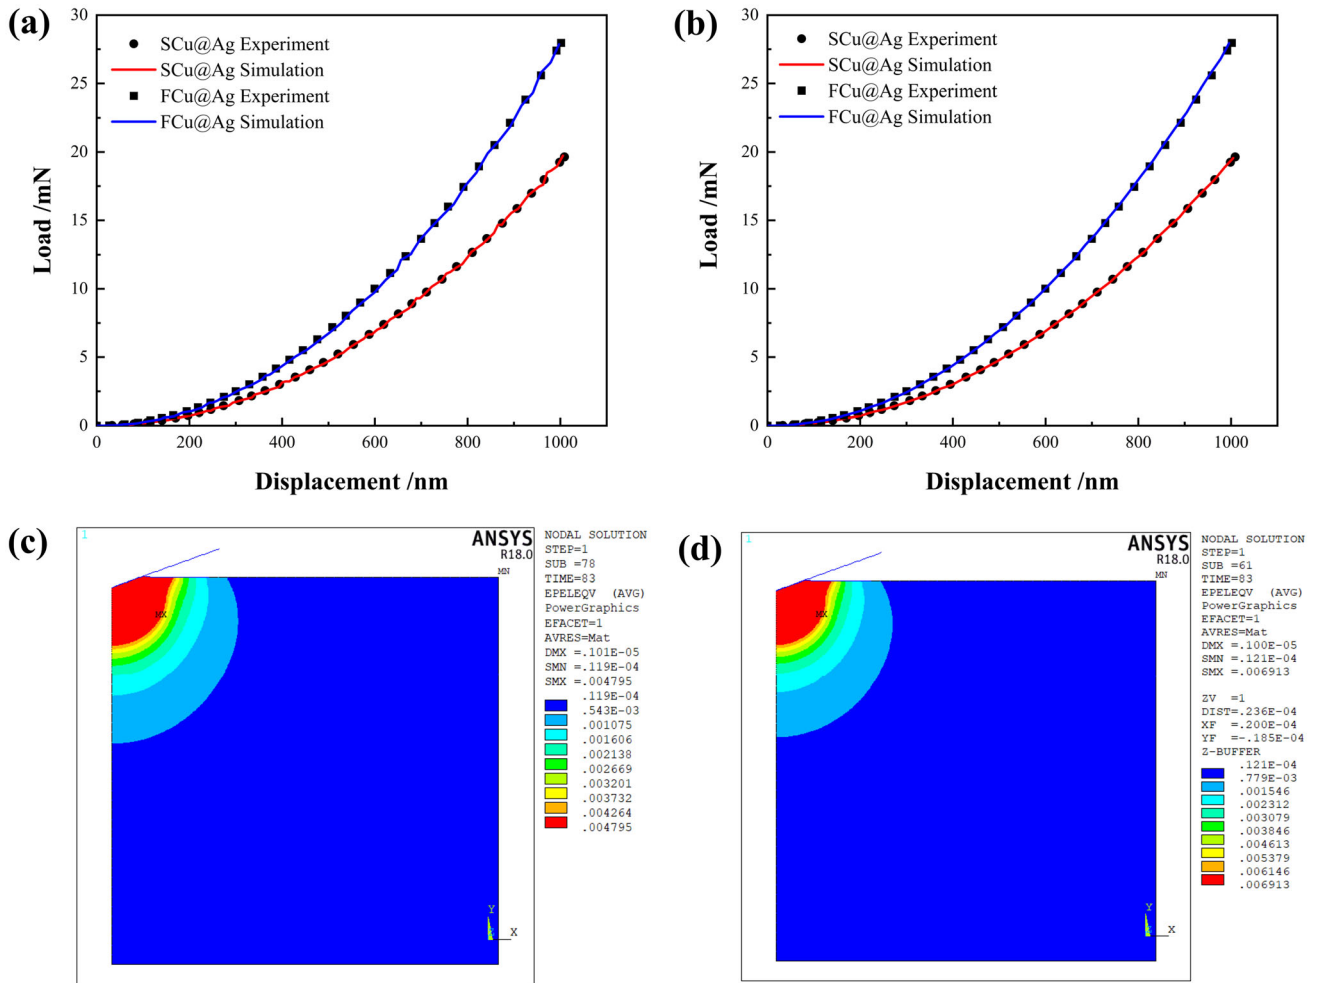 (a)
30
25
20
15
10
5
0
Load /mN
SCu@Ag Experiment
SCu@Ag Simulation
FCu@Ag Experiment
FCu@Ag Simulation
0 200 400 600 800 1000
Displacement /nm
(b)
30
25
20
15
10
5
0
Load /mN
SCu@Ag Experiment
SCu@Ag Simulation
FCu@Ag Experiment
FCu@Ag Simulation
0 200 400 600 800 1000
Displacement /nm
(c)
1
ANSYS
R18.0
MN
MX
Y
X
NODAL SOLUTION
STEP=1
SUB =78
TIME=83
EPELEQV (AVG)
PowerGraphics
EFACET=1
AVRES=Mat
DMX =.101E-05
SMN =.119E-04
SMX =.004795
.119E-04
.543E-03
.001075
.001606
.002138
.002669
.003201
.003732
.004264
.004795
(d)
1
ANSYS
R18.0
MN
MX
Y
X
NODAL SOLUTION
STEP=1
SUB =61
TIME=83
EPELEQV (AVG)
PowerGraphics
EFACET=1
AVRES=Mat
DMX =.100E-05
SMN =.121E-04
SMX =.006913
ZV =1
DIST=.236E-04
XF =.200E-04
YF =-.185E-04
Z-BUFFER
.121E-04
.779E-03
.001546
.002312
.003079
.003846
.004613
.005379
.006146
.006913